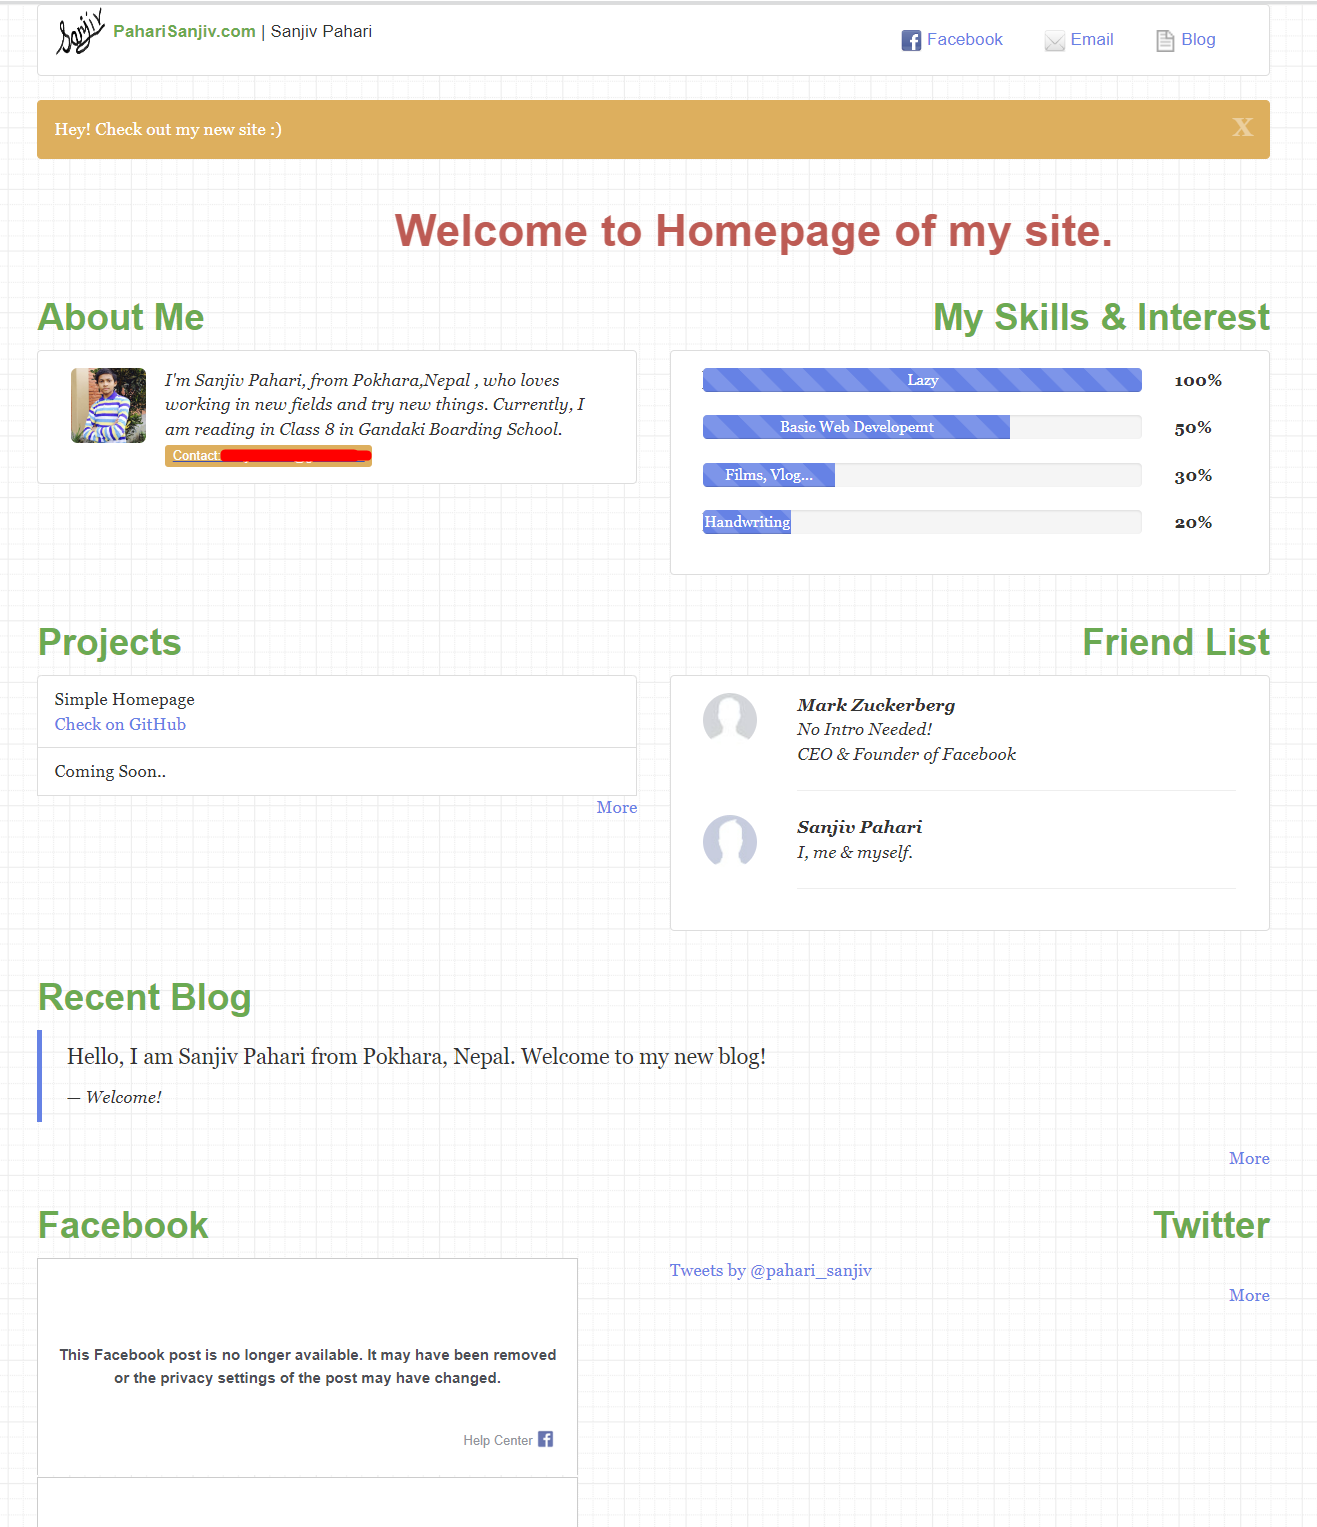 Sanjiv PahariSanjiv.com | Sanjiv Pahari
Facebook Email Blog
Hey! Check out my new site :)
X
Welcome to Homepage of my site.
About Me
I'm Sanjiv Pahari, from Pokhara,Nepal , who loves
working in new fields and try new things. Currently, I
am reading in Class 8 in Gandaki Boarding School.
Contact:
My Skills & Interest
Lazy 100%
Basic Web Developemt 50%
Films, Vlog... 30%
Handwriting 20%
Projects
Simple Homepage
Check on GitHub
Coming Soon..
More
Friend List
Mark Zuckerberg
No Intro Needed!
CEO & Founder of Facebook
Sanjiv Pahari
I, me & myself.
Recent Blog
Hello, I am Sanjiv Pahari from Pokhara, Nepal. Welcome to my new blog!
— Welcome!
More
Facebook
This Facebook post is no longer available. It may have been removed
or the privacy settings of the post may have changed.
Help Center
Twitter
Tweets by @pahari_sanjiv
More